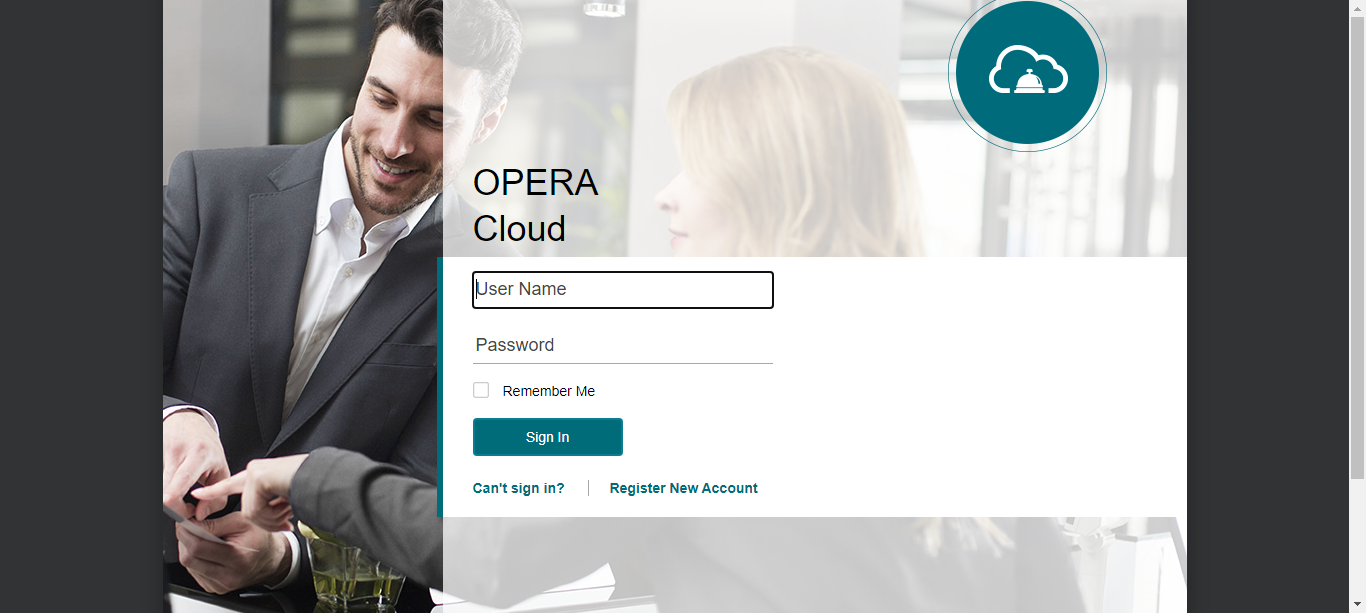 OPERA
Cloud
User Name
Password
Remember Me
Sign In
Can't sign in?
Register New Account